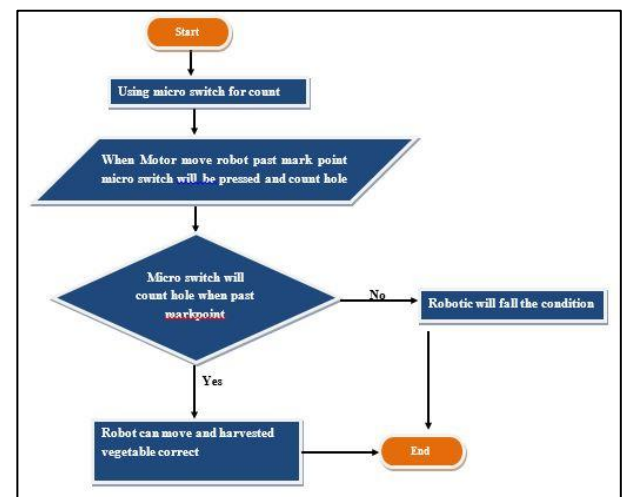 Start
Using micro switch for count
When Motor move robot past mark point
micro switch will be pressed and count hole
Micro switch will
count hole when past
markpoint
No
Robotic will fall the condition
Yes
Robot can move and harvested
vegetable correct
End